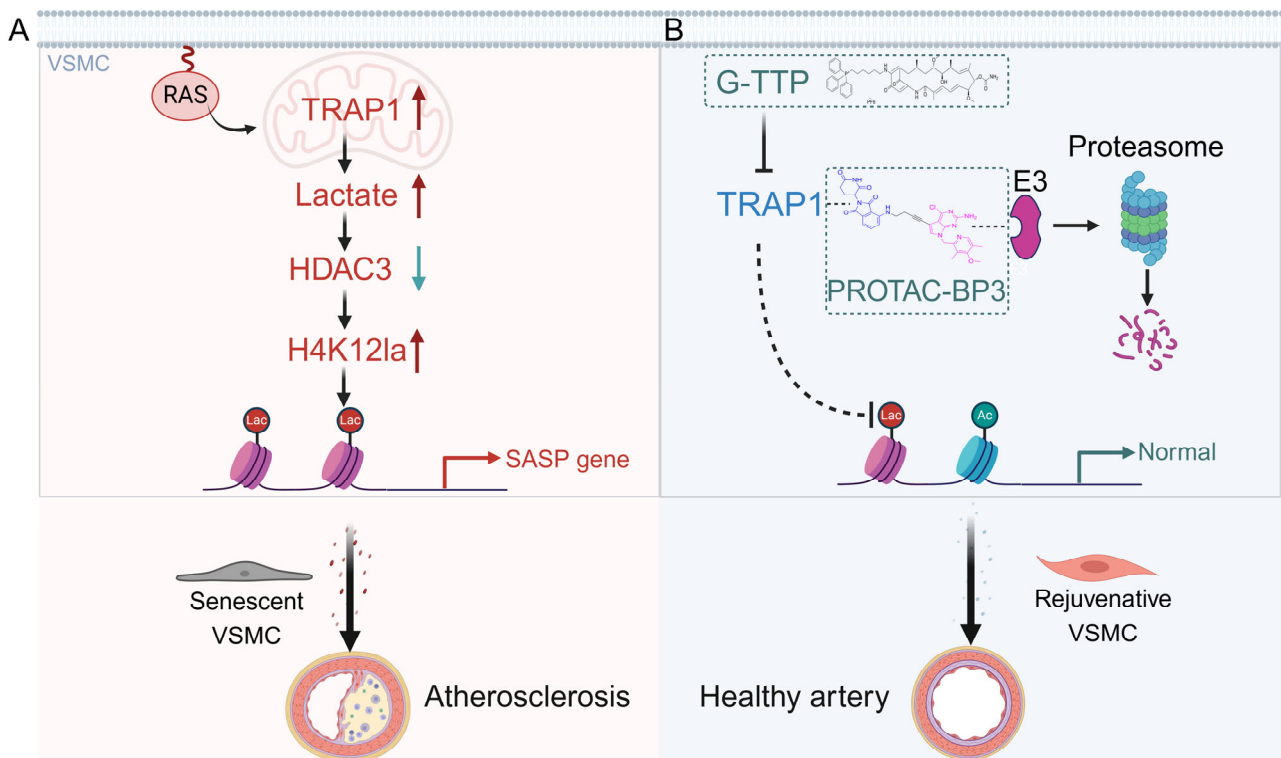 A
VSMC
RAS
TRAP1
Lactate
HDAC3
H4K12la
Lac
Lac
SASP gene
Senescent
VSMC
Atherosclerosis
B
G-TTP
TRAP1
PROTAC-BP3
E3
Proteasome
Lac
Ac
Normal
Rejuvenative
VSMC
Healthy artery